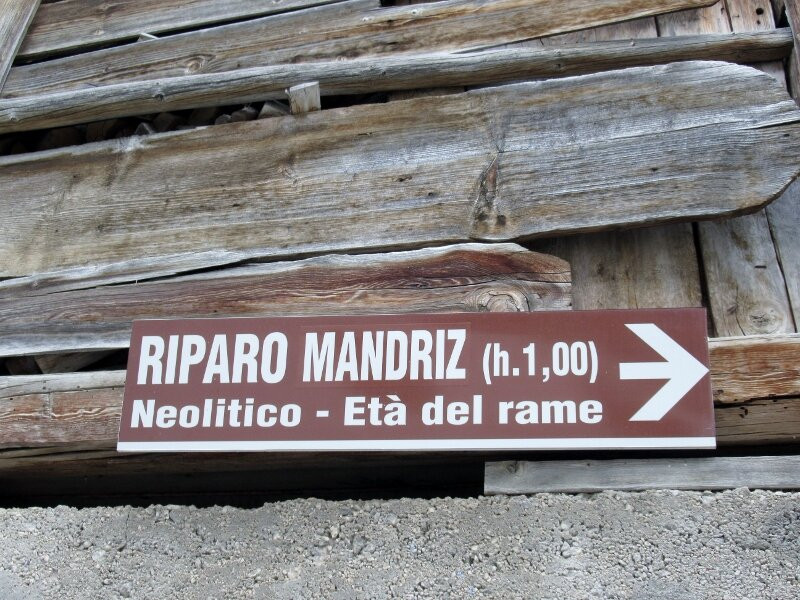 RIPARO MANDRIZ (h.1,00)
Neolitico - Età del rame